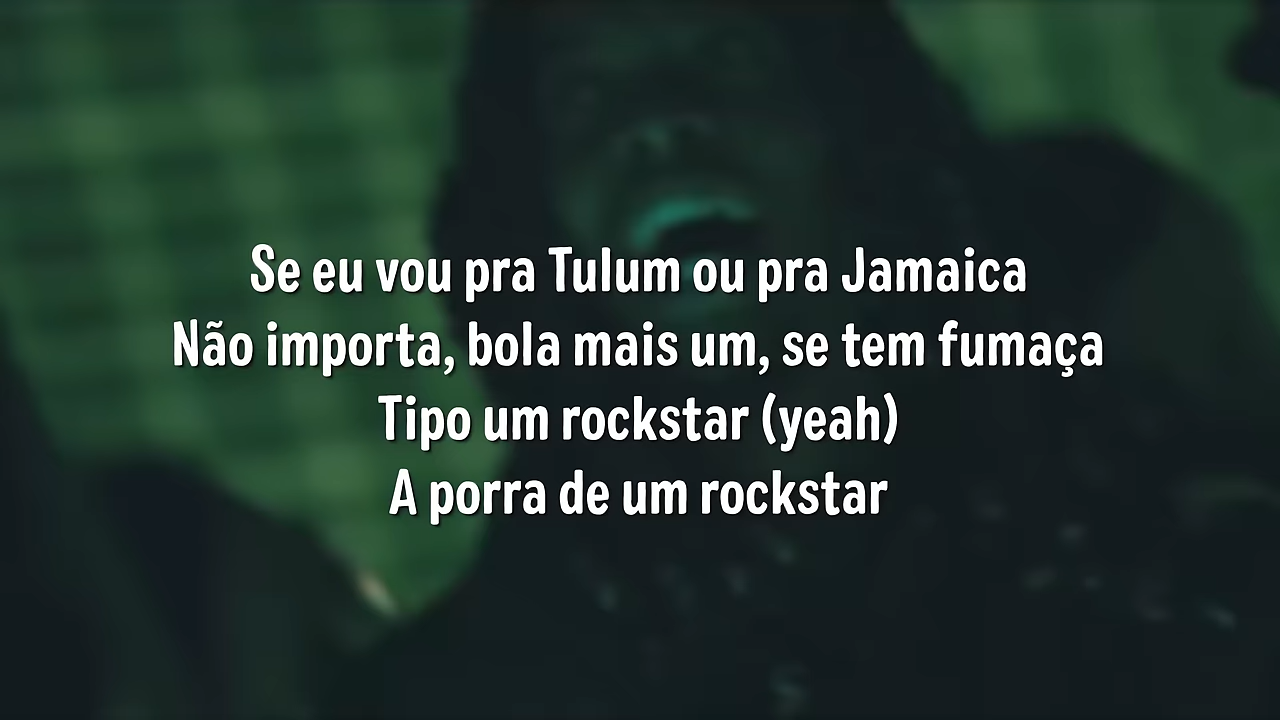 Se eu vou pra Tulum ou pra Jamaica
Não importa, bola mais um, se tem fumaça
Tipo um rockstar (yeah)
A porra de um rockstar